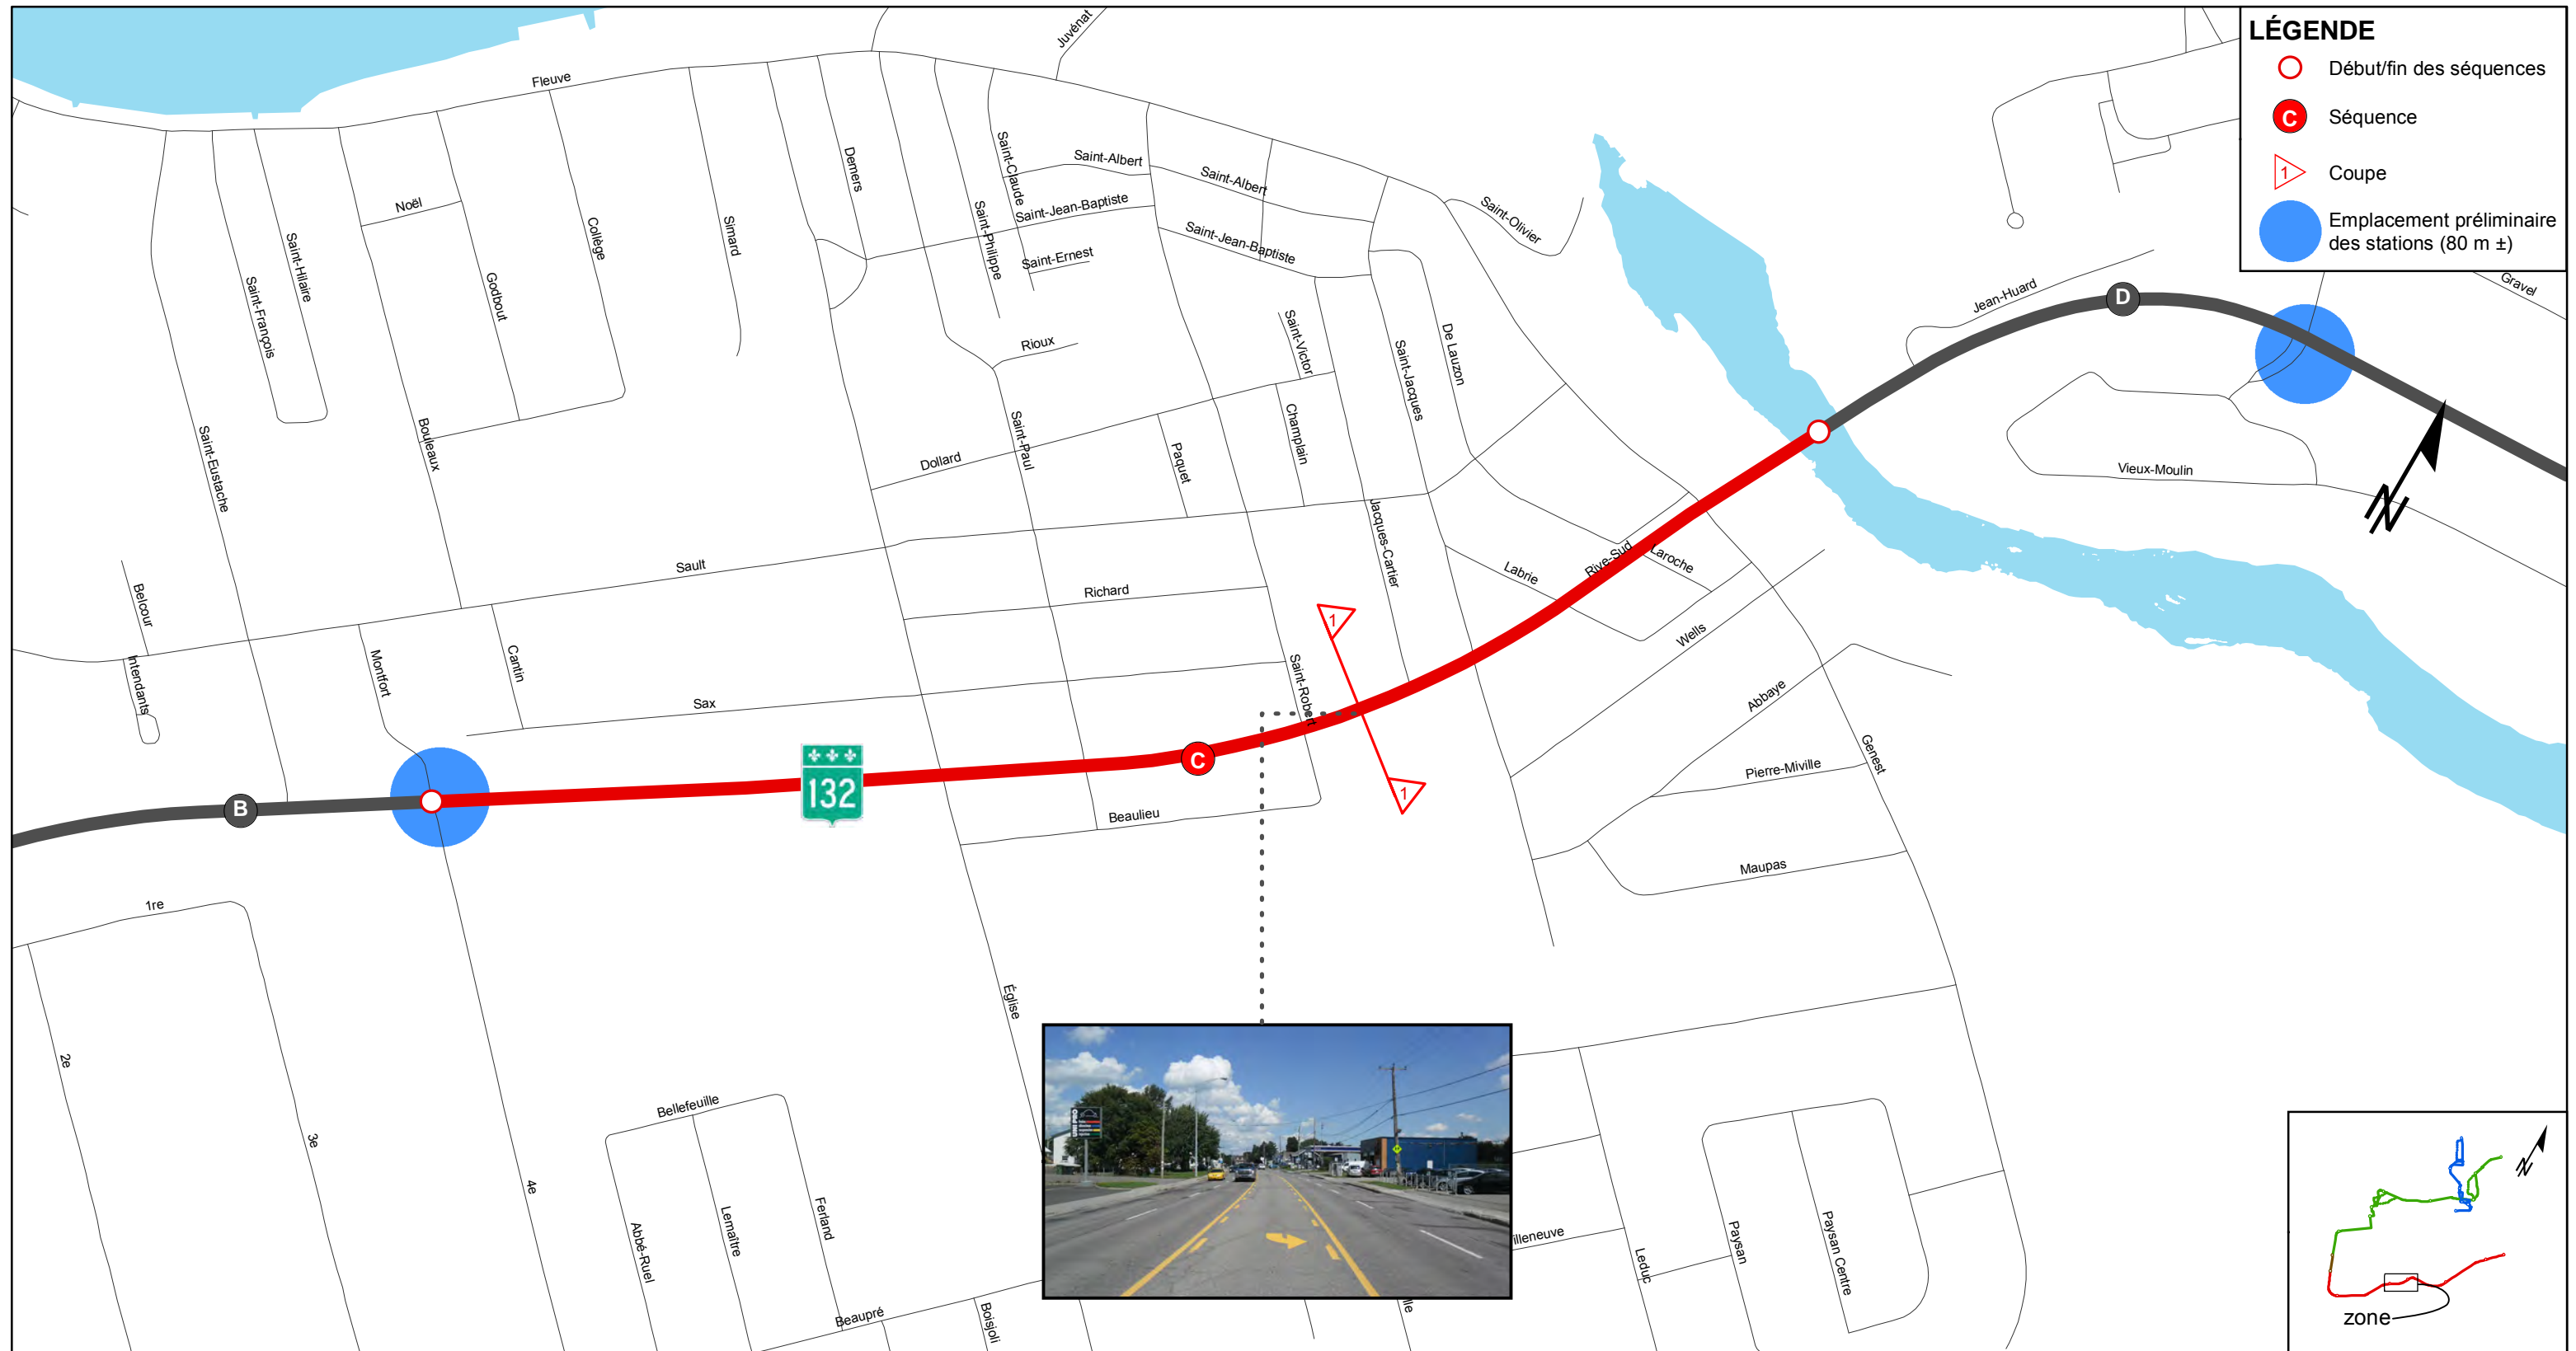 LÉGENDE
Début/fin des séquences
C
Séquence
1
Coupe
Emplacement préliminaire
des stations (80 m ±)
Juvénat
Fleuve
Noël
Saint-Hilaire
Saint-François
Godbout
Collège
Simard
Demers
Saint-Claude
Saint-Philippe
Saint-Albert
Saint-Albert
Saint-Jean-Baptiste
Saint-Jean-Baptiste
Saint-Ernest
Saint-Olivier
Rioux
Saint-Victor
Saint-Jacques
De Lauzon
Jean-Huard
Gravel
D
Saint-Eustache
Bouleaux
Saint-Paul
Dollard
Paquet
Champlain
Vieux-Moulin
N
Jacques-Cartier
Sault
Richard
Labrie
Rive-Sud
Laroche
Belcour
Intendants
Montfort
Cantin
Sax
Saint-Robert
1
Wells
Abbaye
Genest
Pierre-Miville
B
132
C
1
Beaulieu
Maupas
1re
2e
3e
4e
Église
Bellefeuille
Abbé-Ruel
Lemaître
Ferland
Beaupré
Boisjoli
UNIPRO
illeneuve
lle
Leduc
Paysan
Paysan Centre
N
zone